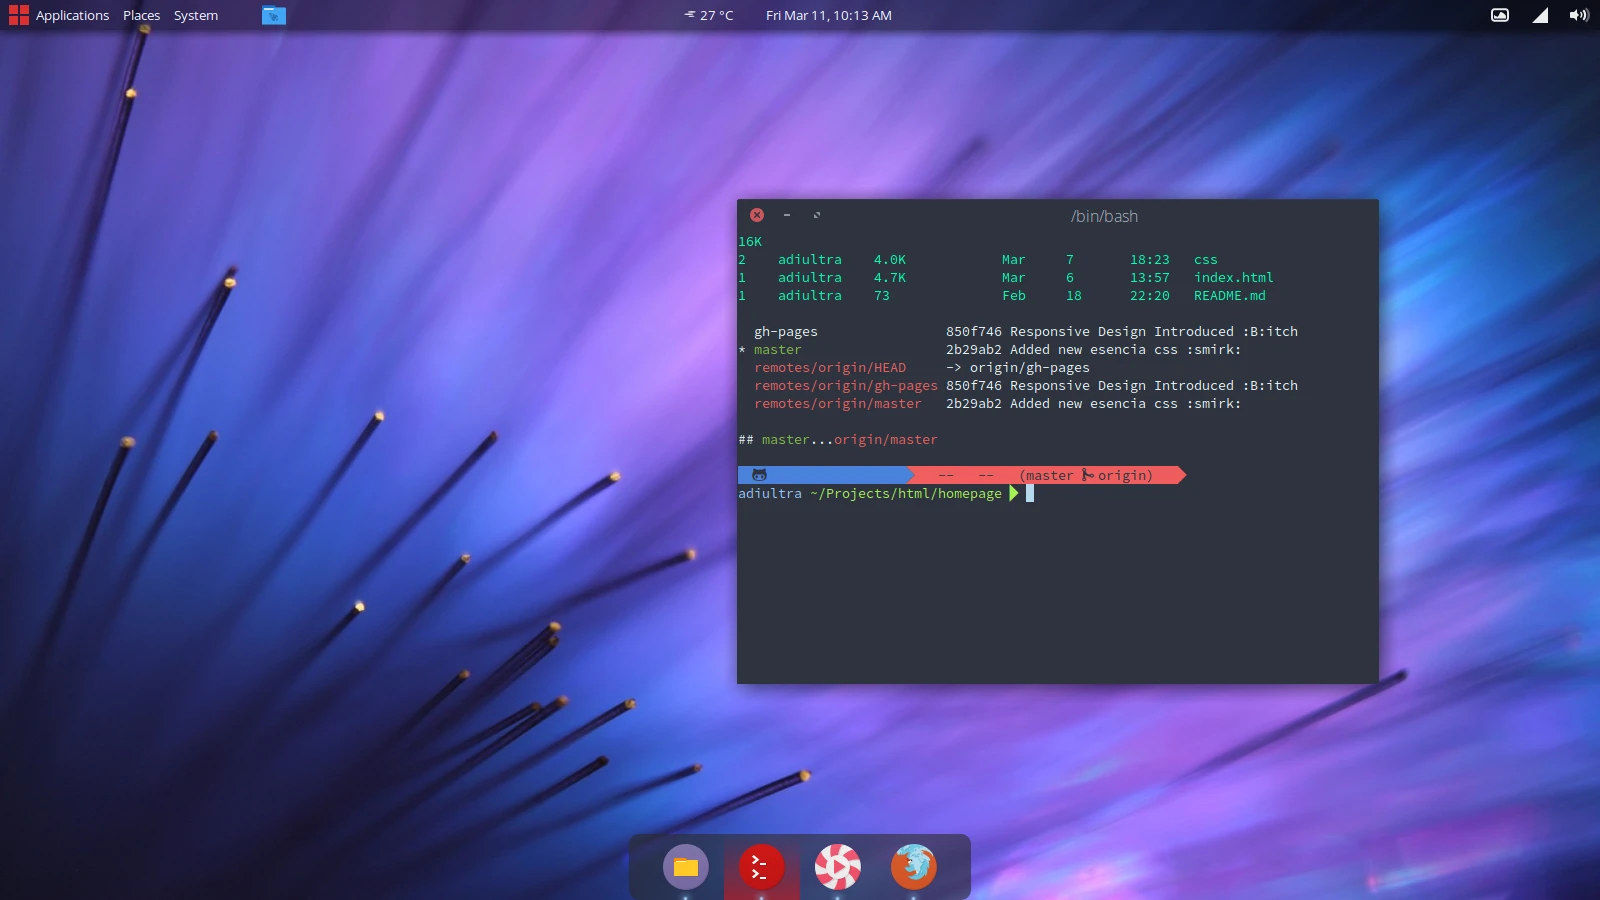 Applications Places System 27 °C Fri Mar 11, 10:13 AM
/bin/bash
16K
2 adiultra 4.0K Mar 7 18:23 css
1 adiultra 4.7K Mar 6 13:57 index.html
1 adiultra 73 Feb 18 22:20 README.md
gh-pages 850f746 Responsive Design Introduced :B:itch
* master 2b29ab2 Added new esencia css :smirk:
remotes/origin/HEAD -> origin/gh-pages
remotes/origin/gh-pages 850f746 Responsive Design Introduced :B:itch
remotes/origin/master 2b29ab2 Added new esencia css :smirk:
## master...origin/master
-- -- (master origin)
adiultra ~/Projects/html/homepage